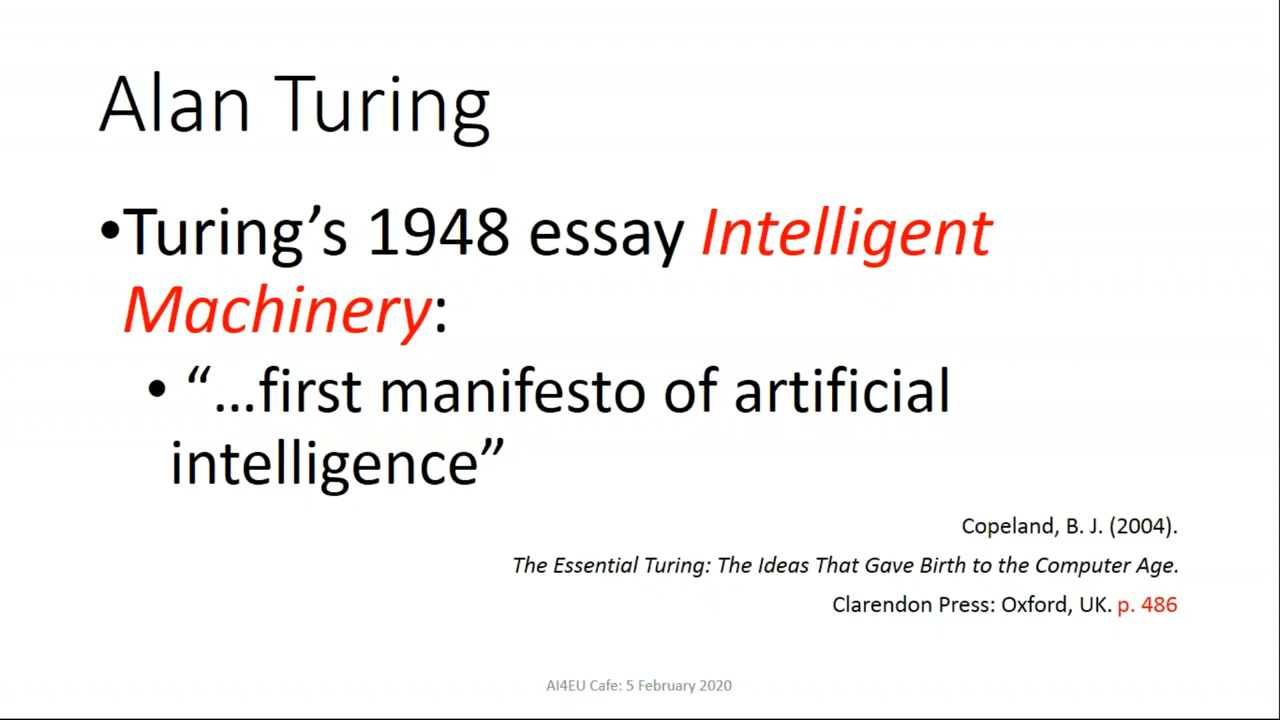 Alan Turing
•Turing’s 1948 essay Intelligent
Machinery:
• “…first manifesto of artificial
intelligence”
Copeland, B. J. (2004).
The Essential Turing: The Ideas That Gave Birth to the Computer Age.
Clarendon Press: Oxford, UK. p. 486
AI4EU Cafe: 5 February 2020